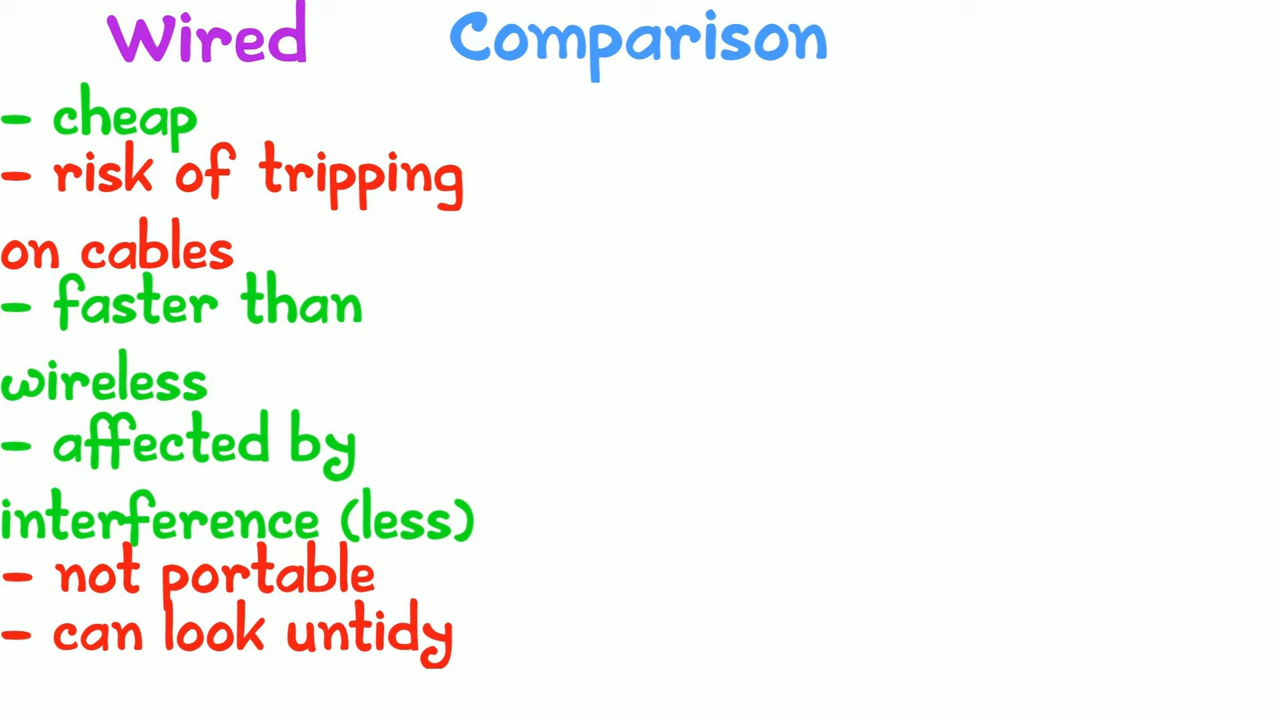 Wired Comparison
- cheap
- risk of tripping
on cables
- faster than
wireless
- affected by
interference (less)
- not portable
- can look untidy